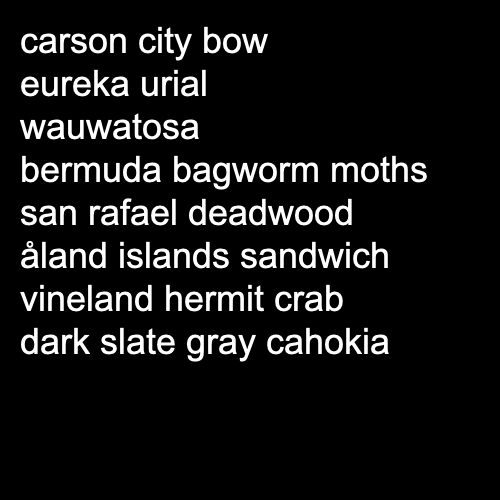 carson city bow
eureka urial
wauwatosa
bermuda bagworm moths
san rafael deadwood
åland islands sandwich
vineland hermit crab
dark slate gray cahokia